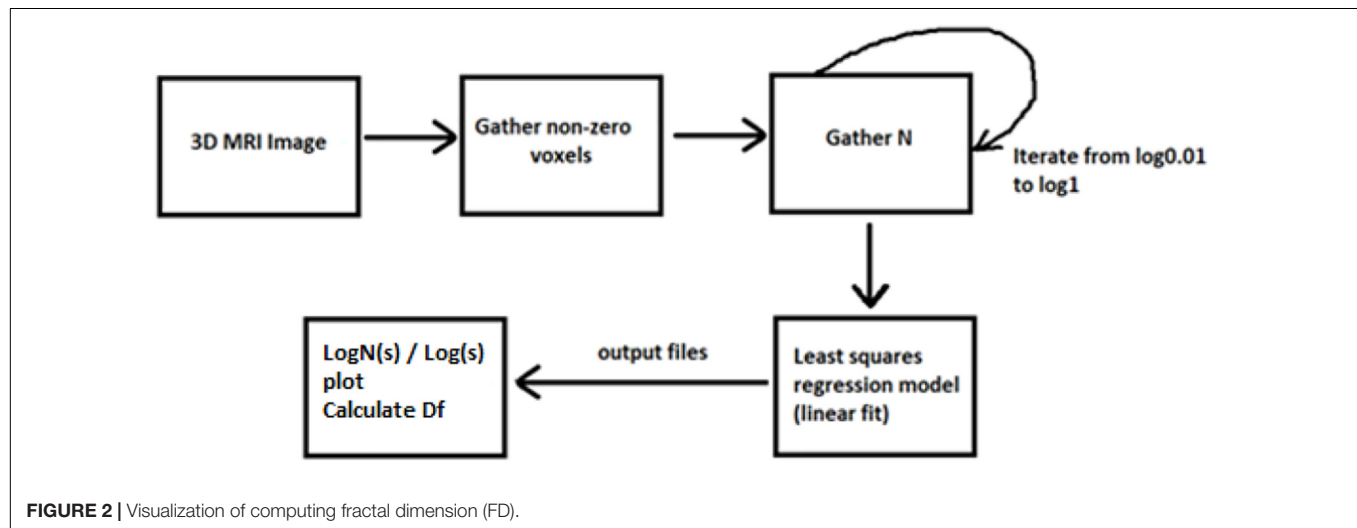 3D MRI Image
Gather non-zero
voxels
Gather N
Iterate from log0.01
to log1
Least squares
regression model
(linear fit)
output files
LogN(s) / Log(s)
plot
Calculate Df
FIGURE 2 | Visualization of computing fractal dimension (FD).